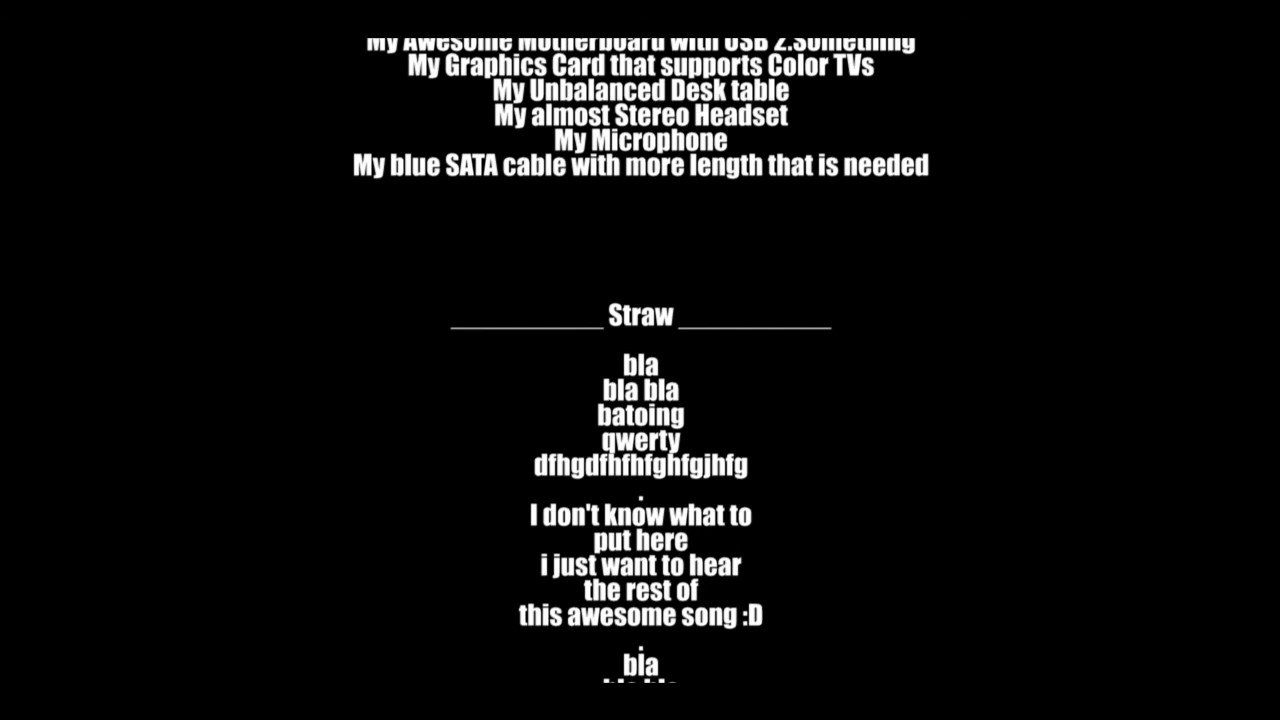 My Awesome Motherboard with USB 2.Something
My Graphics Card that supports Color TVs
My Unbalanced Desk table
My almost Stereo Headset
My Microphone
My blue SATA cable with more length that is needed
____________ Straw ____________
bla
bla bla
batoing
qwerty
dfhgdfhfhfghfgjhfg
.
I don't know what to
put here
i just want to hear
the rest of
this awesome song :D
.
bla
bla bla